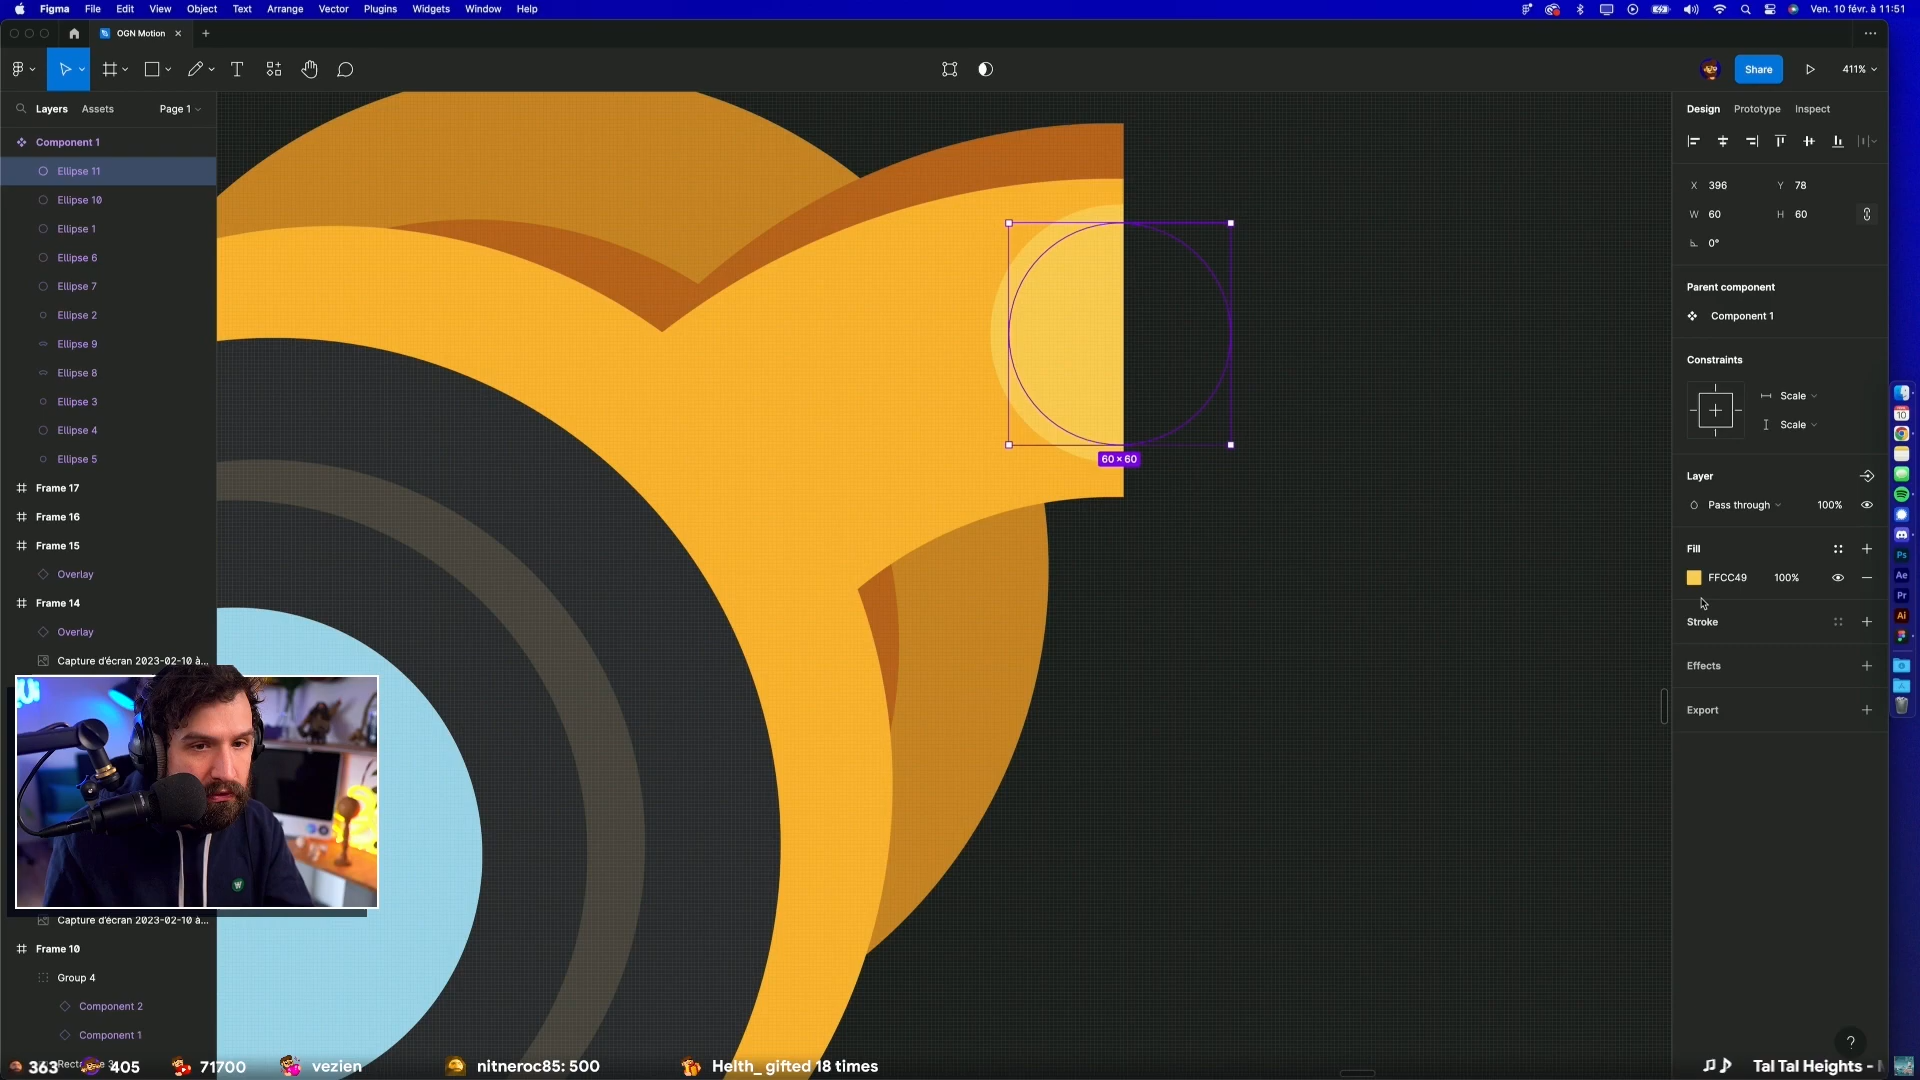 Figma File Edit View Object Text Arrange Vector Plugins Widgets Window Help
Ven. 10 févr. à 11:51
OGN Motion
Share
411%
Layers Assets Page 1
Component 1
Ellipse 11
Ellipse 10
Ellipse 1
Ellipse 6
Ellipse 7
Ellipse 2
Ellipse 9
Ellipse 8
Ellipse 3
Ellipse 4
Ellipse 5
Frame 17
Frame 16
Frame 15
Overlay
Frame 14
Overlay
Capture d'écran 2023-02-10 à...
Capture d'écran 2023-02-10 à...
Frame 10
Group 4
Component 2
Component 1
60 × 60
Design Prototype Inspect
X 396 Y 78
W 60 H 60
0°
Parent component
Component 1
Constraints
Scale
Scale
Layer
Pass through 100%
Fill
FFCC49 100%
Stroke
Effects
Export
?
10
Ps
Ae
Pr
Ai
W
363 405 71700 vezien nitneroc85: 500 Helth_ gifted 18 times
Tal Tal Heights -